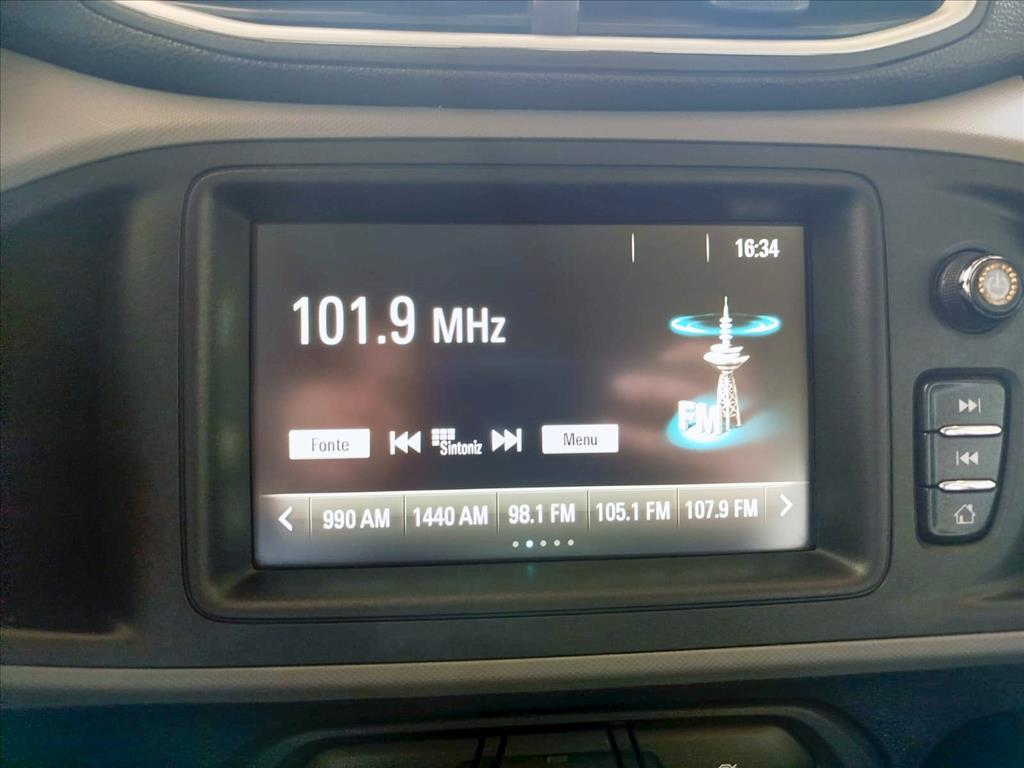 16:34
101.9 MHz
FM
Fonte
Sintoniz
Menu
990 AM 1440 AM 98.1 FM 105.1 FM 107.9 FM